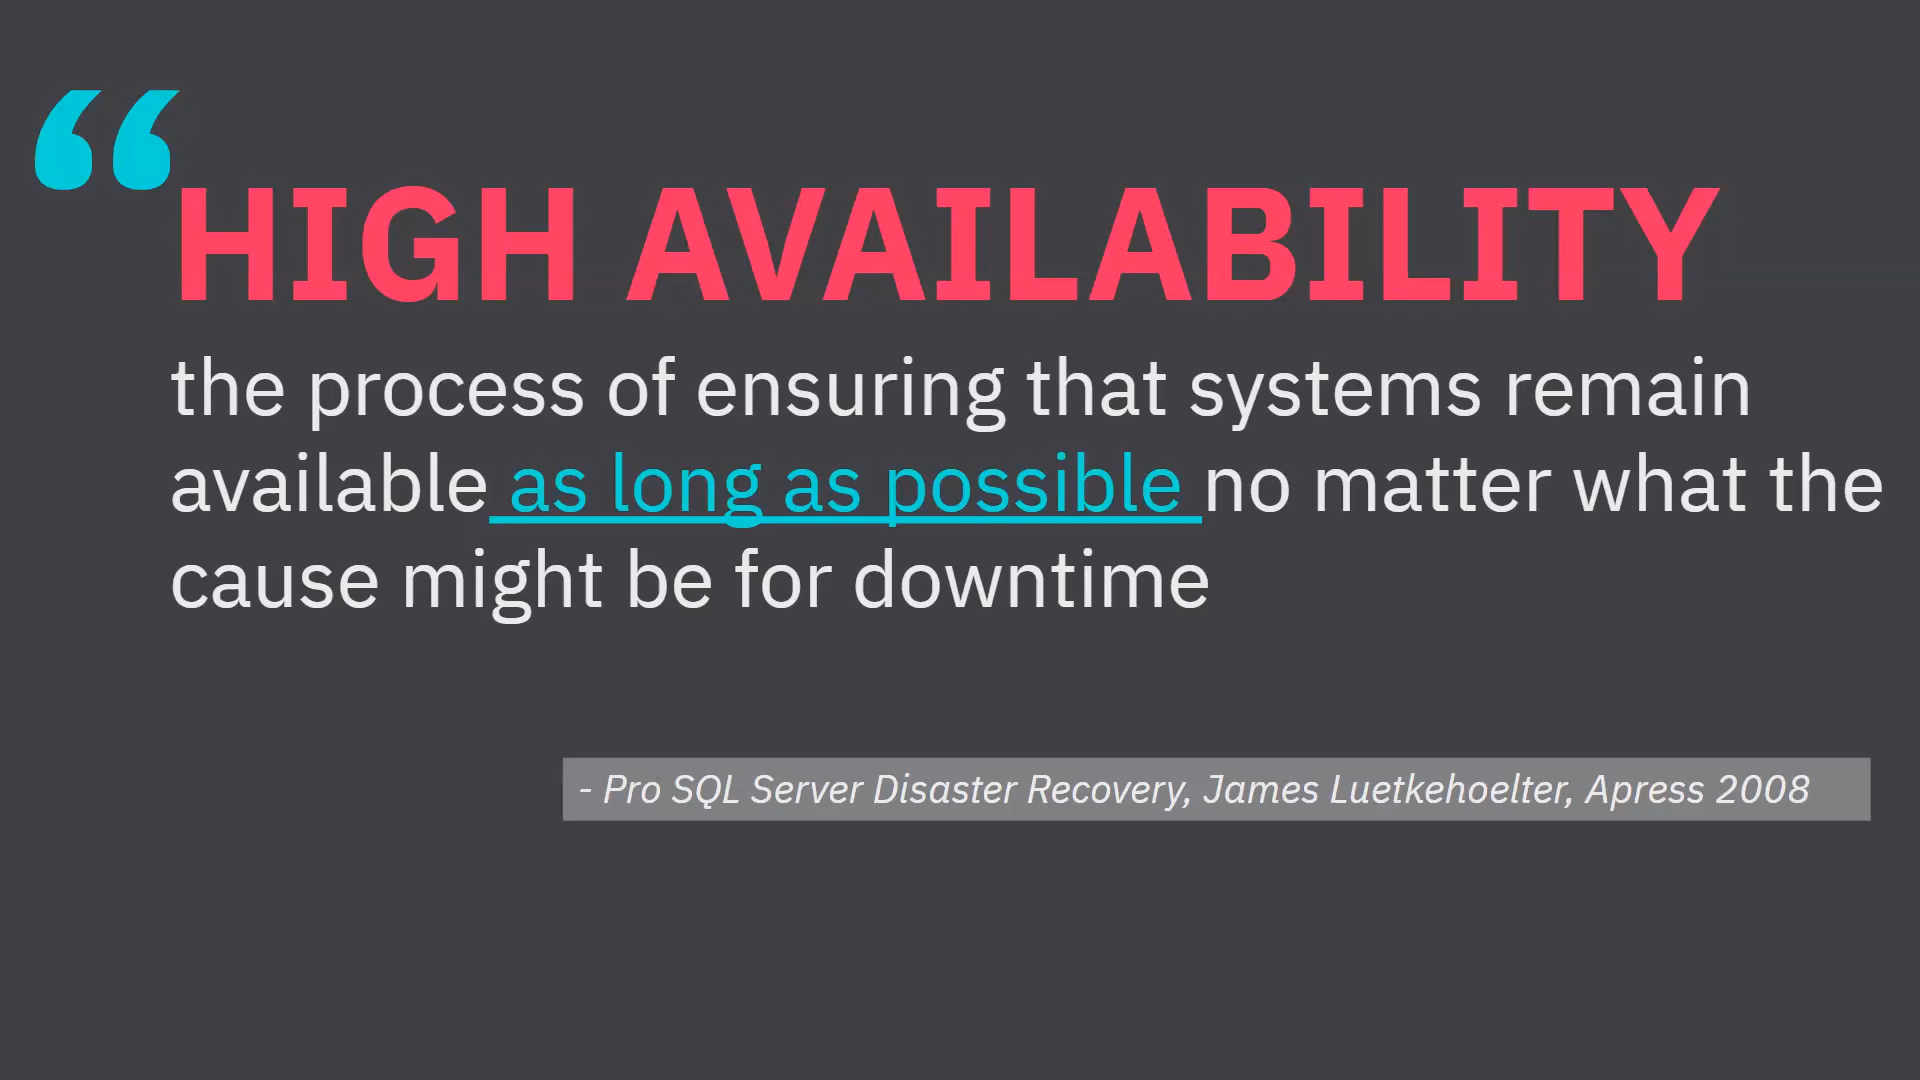 “
HIGH AVAILABILITY
the process of ensuring that systems remain
available as long as possible no matter what the
cause might be for downtime
- Pro SQL Server Disaster Recovery, James Luetkehoelter, Apress 2008